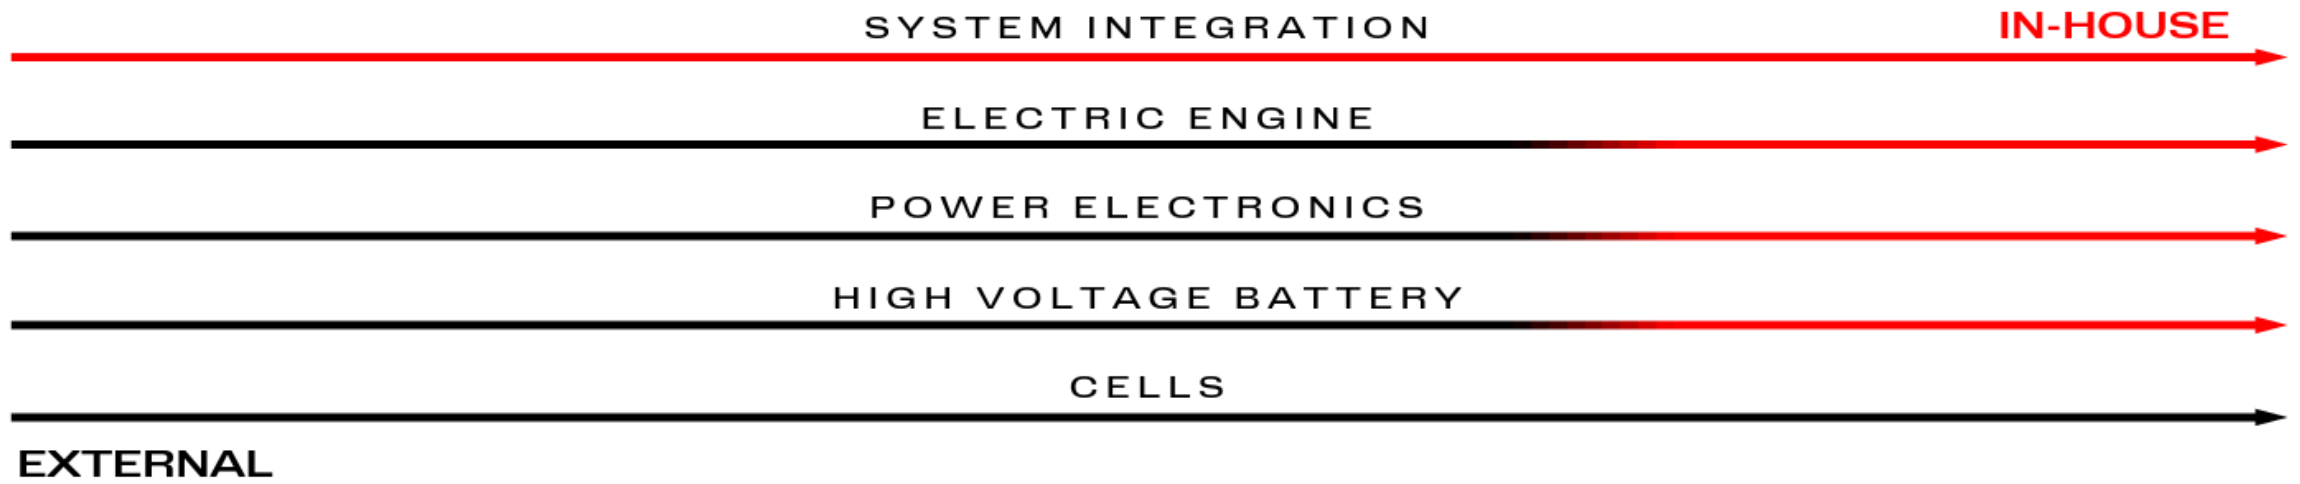 SYSTEM INTEGRATION
IN-HOUSE
ELECTRIC ENGINE
POWER ELECTRONICS
HIGH VOLTAGE BATTERY
CELLS
EXTERNAL